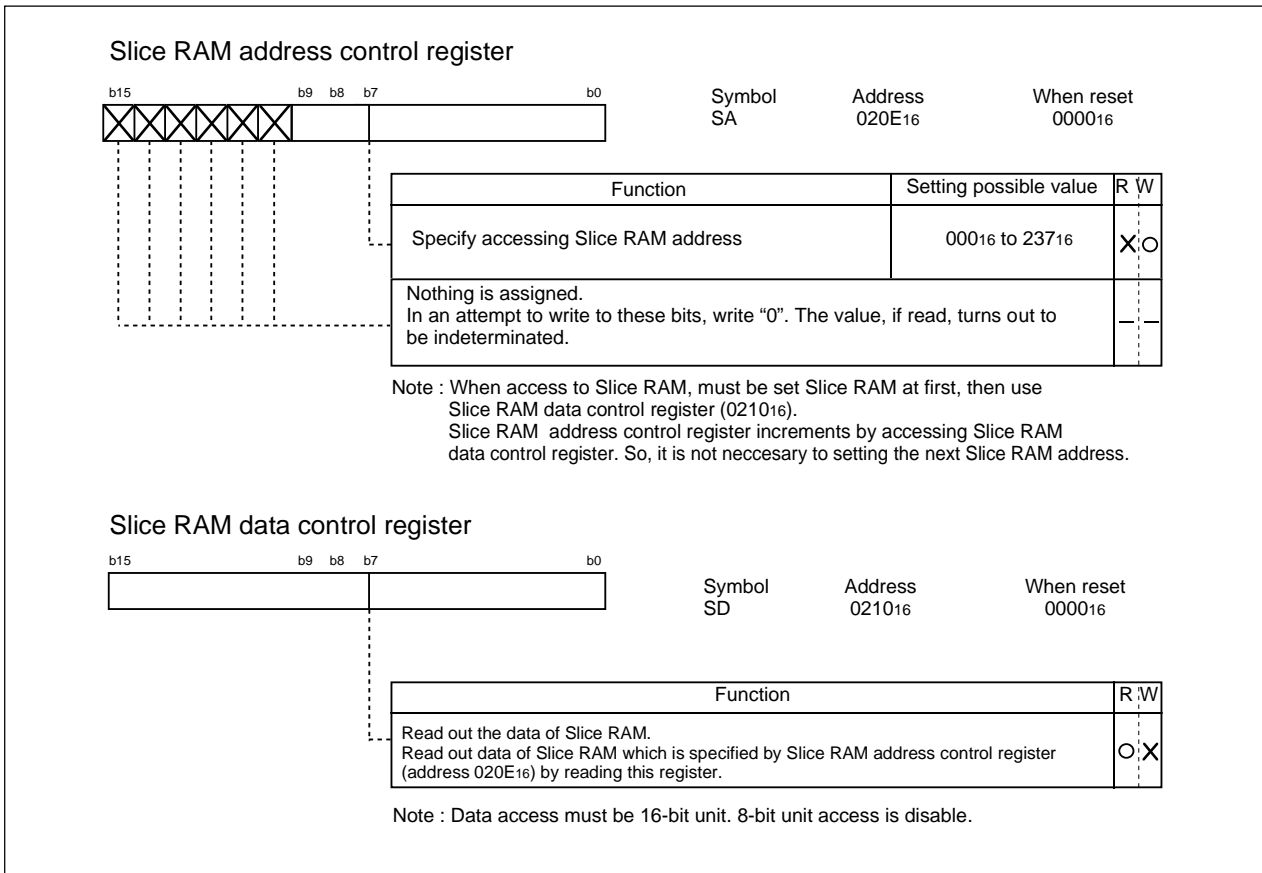 Slice RAM address control register
b15 b9 b8 b7 b0
Symbol Address When reset
SA 020E16 000016
Function Setting possible value R W
Specify accessing Slice RAM address 00016 to 23716 X O
Nothing is assigned.
In an attempt to write to these bits, write “0”. The value, if read, turns out to
be indeterminated.
– –
Note : When access to Slice RAM, must be set Slice RAM at first, then use
Slice RAM data control register (021016).
Slice RAM address control register increments by accessing Slice RAM
data control register. So, it is not neccesary to setting the next Slice RAM address.
Slice RAM data control register
b15 b9 b8 b7 b0
Symbol Address When reset
SD 021016 000016
Function R W
Read out the data of Slice RAM.
Read out data of Slice RAM which is specified by Slice RAM address control register
(address 020E16) by reading this register.
O X
Note : Data access must be 16-bit unit. 8-bit unit access is disable.